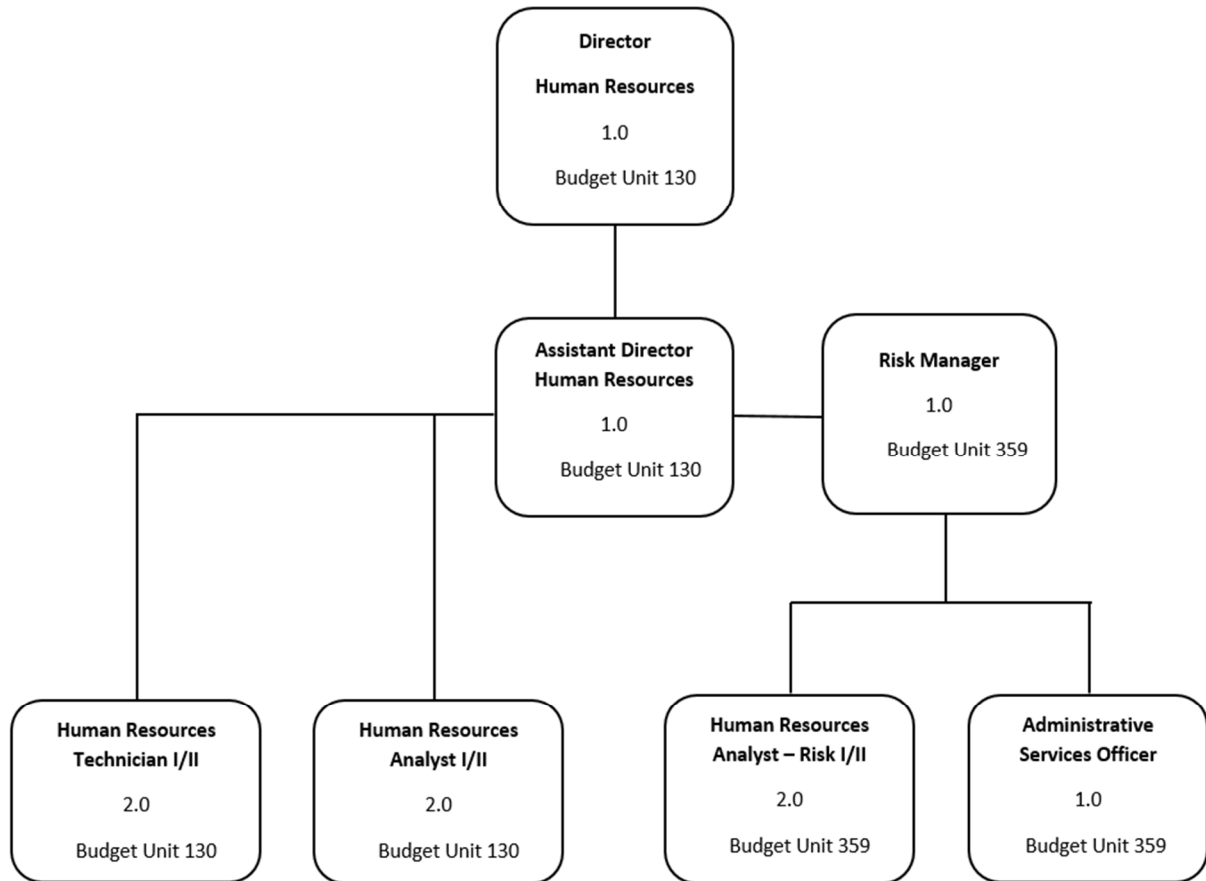 Director
Human Resources
1.0
Budget Unit 130
Assistant Director
Human Resources
1.0
Budget Unit 130
Risk Manager
1.0
Budget Unit 359
Human Resources
Technician I/II
2.0
Budget Unit 130
Human Resources
Analyst I/II
2.0
Budget Unit 130
Human Resources
Analyst – Risk I/II
2.0
Budget Unit 359
Administrative
Services Officer
1.0
Budget Unit 359